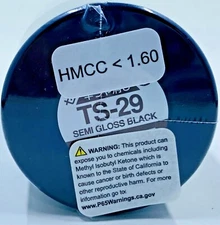 HMCC < 1.60
TS-29
SEMI GLOSS BLACK
WARNING: This product can
expose you to chemicals including
Methyl Isobutyl Ketone which is
known to the State of California to
cause cancer or birth defects or
other reproductive harm. For more
information go to:
www.P65Warnings.ca.gov